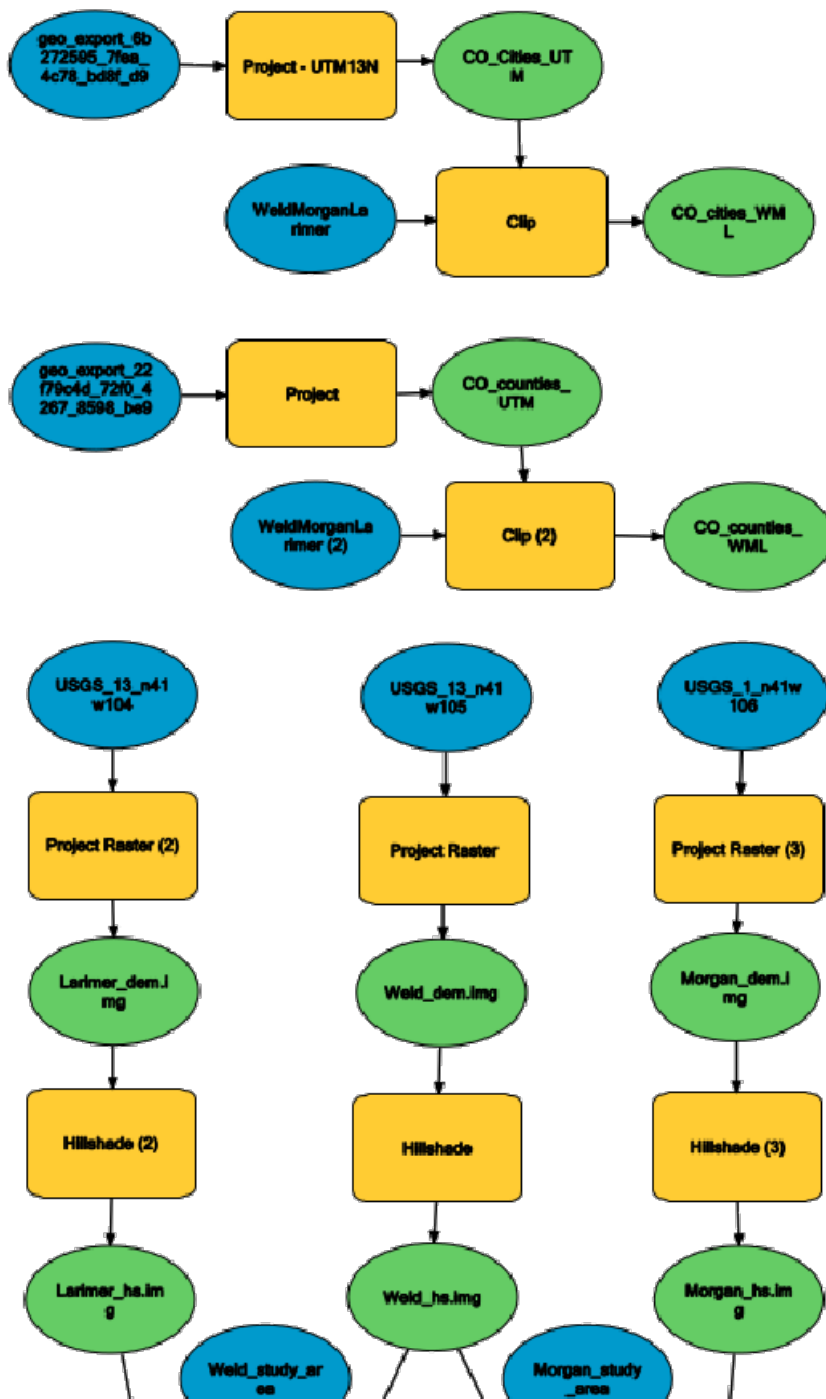 geo_export_6b
272595_7fea_
4c78_bd8f_d9
Project - UTM13N
CO_Cities_UT
M
WeldMorganLa
rimer
Clip
CO_cities_WM
L
geo_export_22
f79c4d_72f0_4
267_8598_be9
Project
CO_counties_
UTM
WeldMorganLa
rimer (2)
Clip (2)
CO_counties_
WML
USGS_13_n41
w104
USGS_13_n41
w105
USGS_1_n41w
106
Project Raster (2)
Project Raster
Project Raster (3)
Larimer_dem.i
mg
Weld_dem.img
Morgan_dem.i
mg
Hillshade (2)
Hillshade
Hillshade (3)
Larimer_hs.im
g
Weld_hs.img
Morgan_hs.im
g
Weld_study_ar
ea
Morgan_study
_area